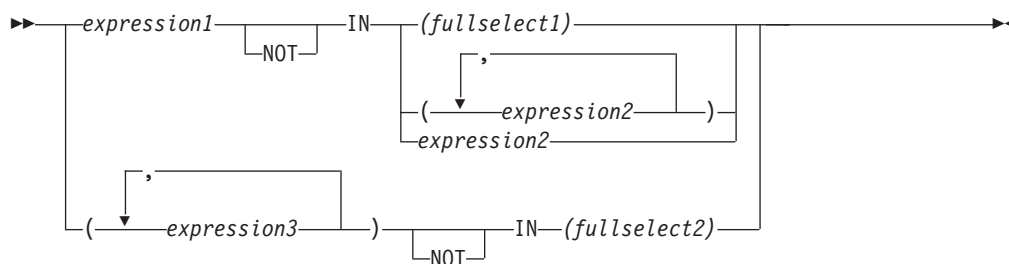 expression1 IN (fullselect1)
NOT
,
( expression2 )
expression2
,
( expression3 ) IN (fullselect2)
NOT